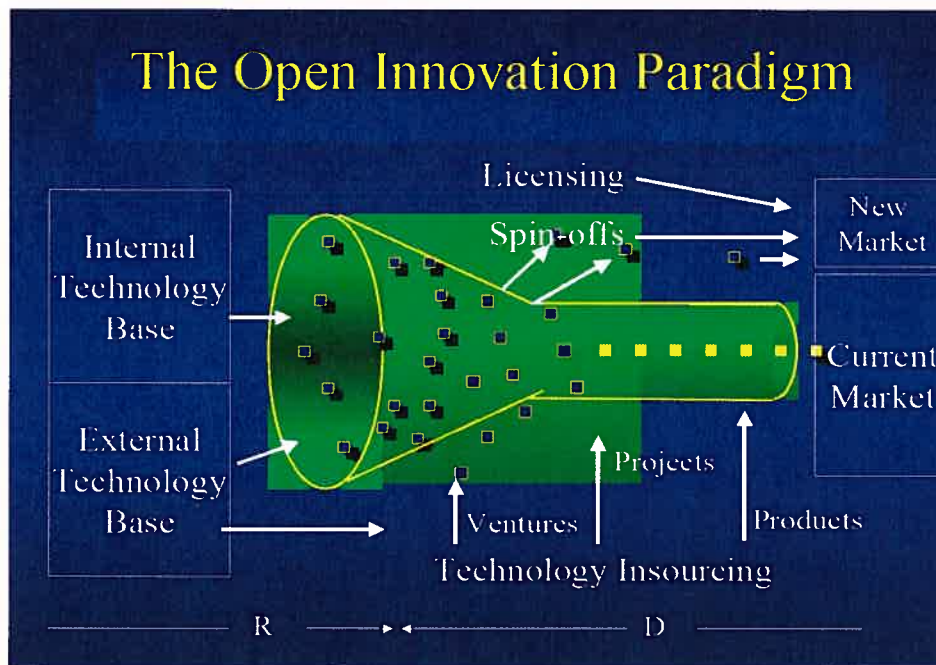 The Open Innovation Paradigm
Licensing
New
Market
Spin-offs
Internal
Technology
Base
Current
Market
External
Technology
Base
Projects
Ventures
Products
Technology Insourcing
R
D